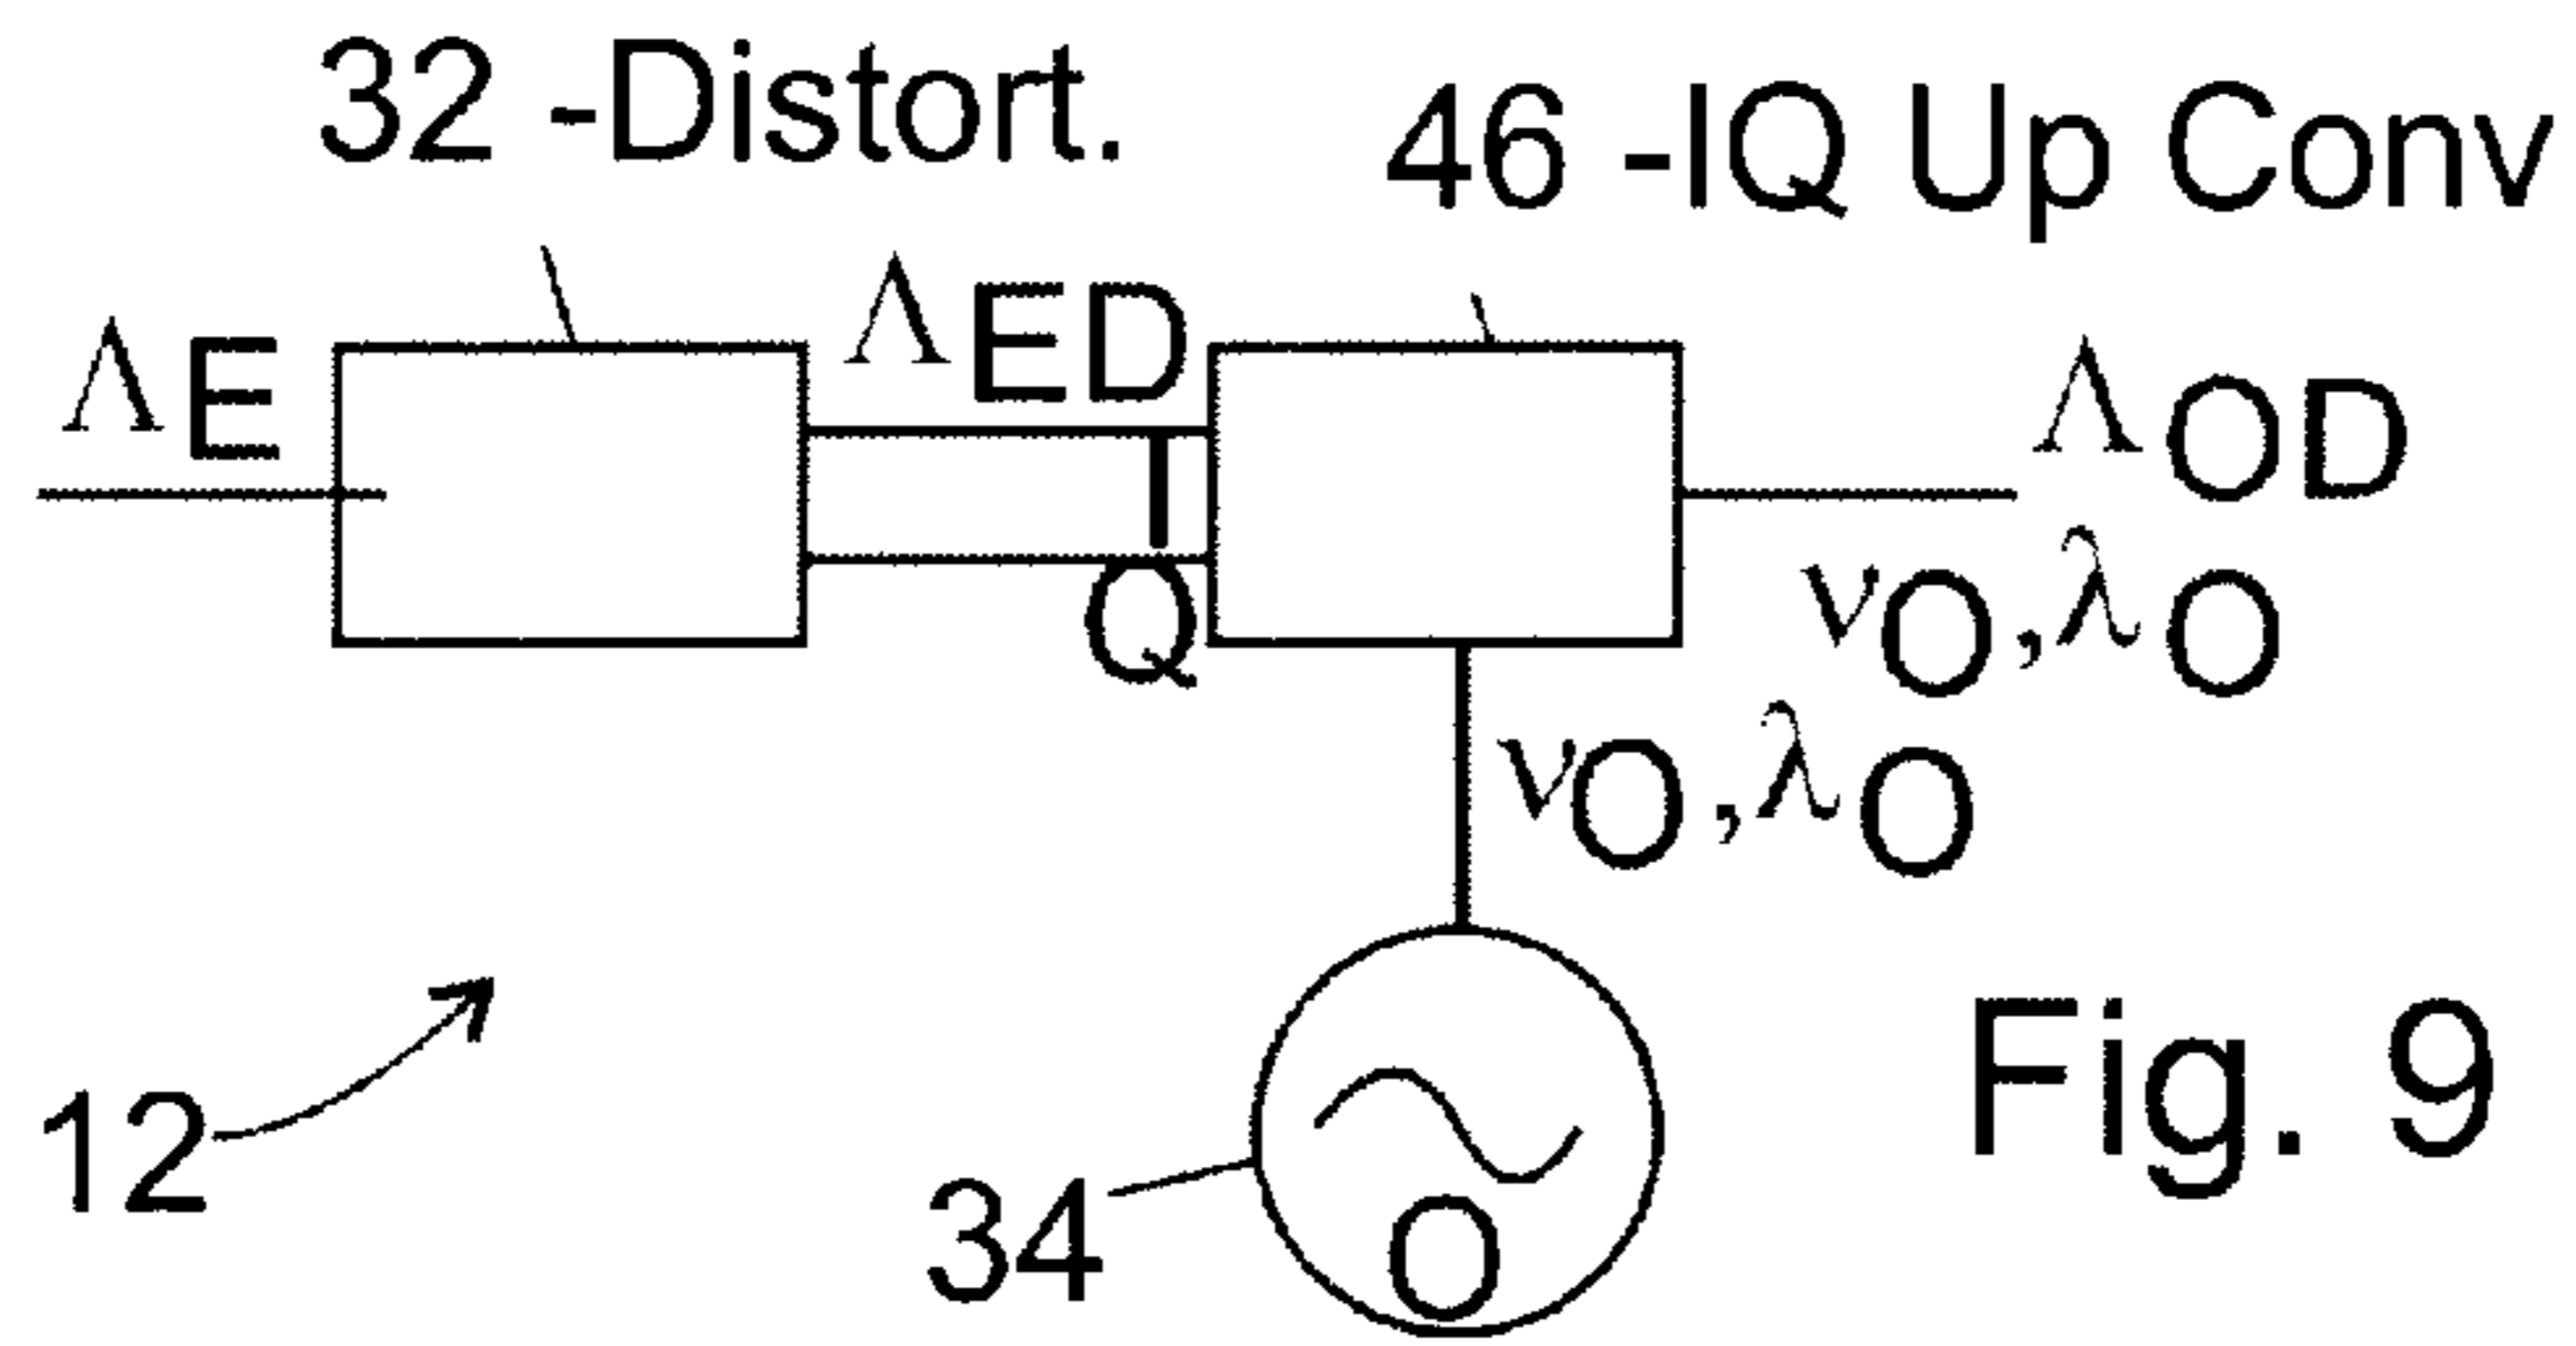 32 -Distort.
46 -IQ Up Conv
ΛE
ΛED
I
Q
ΛOD
νO,λO
νO,λO
12
34
O
Fig. 9